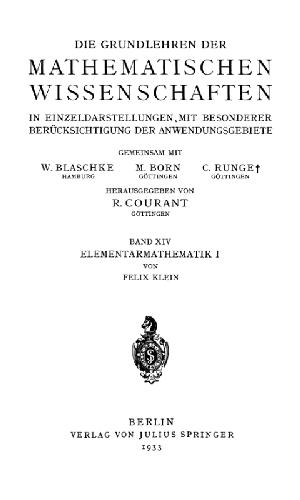 DIE GRUNDLEHREN DER
MATHEMATISCHEN
WISSENSCHAFTEN
IN EINZELDARSTELLUNGEN, MIT BESONDERER
BERÜCKSICHTIGUNG DER ANWENDUNGSGEBIETE
GEMEINSAM MIT
W. BLASCHKE M. BORN C. RUNGE†
HAMBURG GÖTTINGEN GÖTTINGEN
HERAUSGEGEBEN VON
R. COURANT
GÖTTINGEN
BAND XIV
ELEMENTARMATHEMATIK I
VON
FELIX KLEIN
BERLIN
VERLAG VON JULIUS SPRINGER
1933